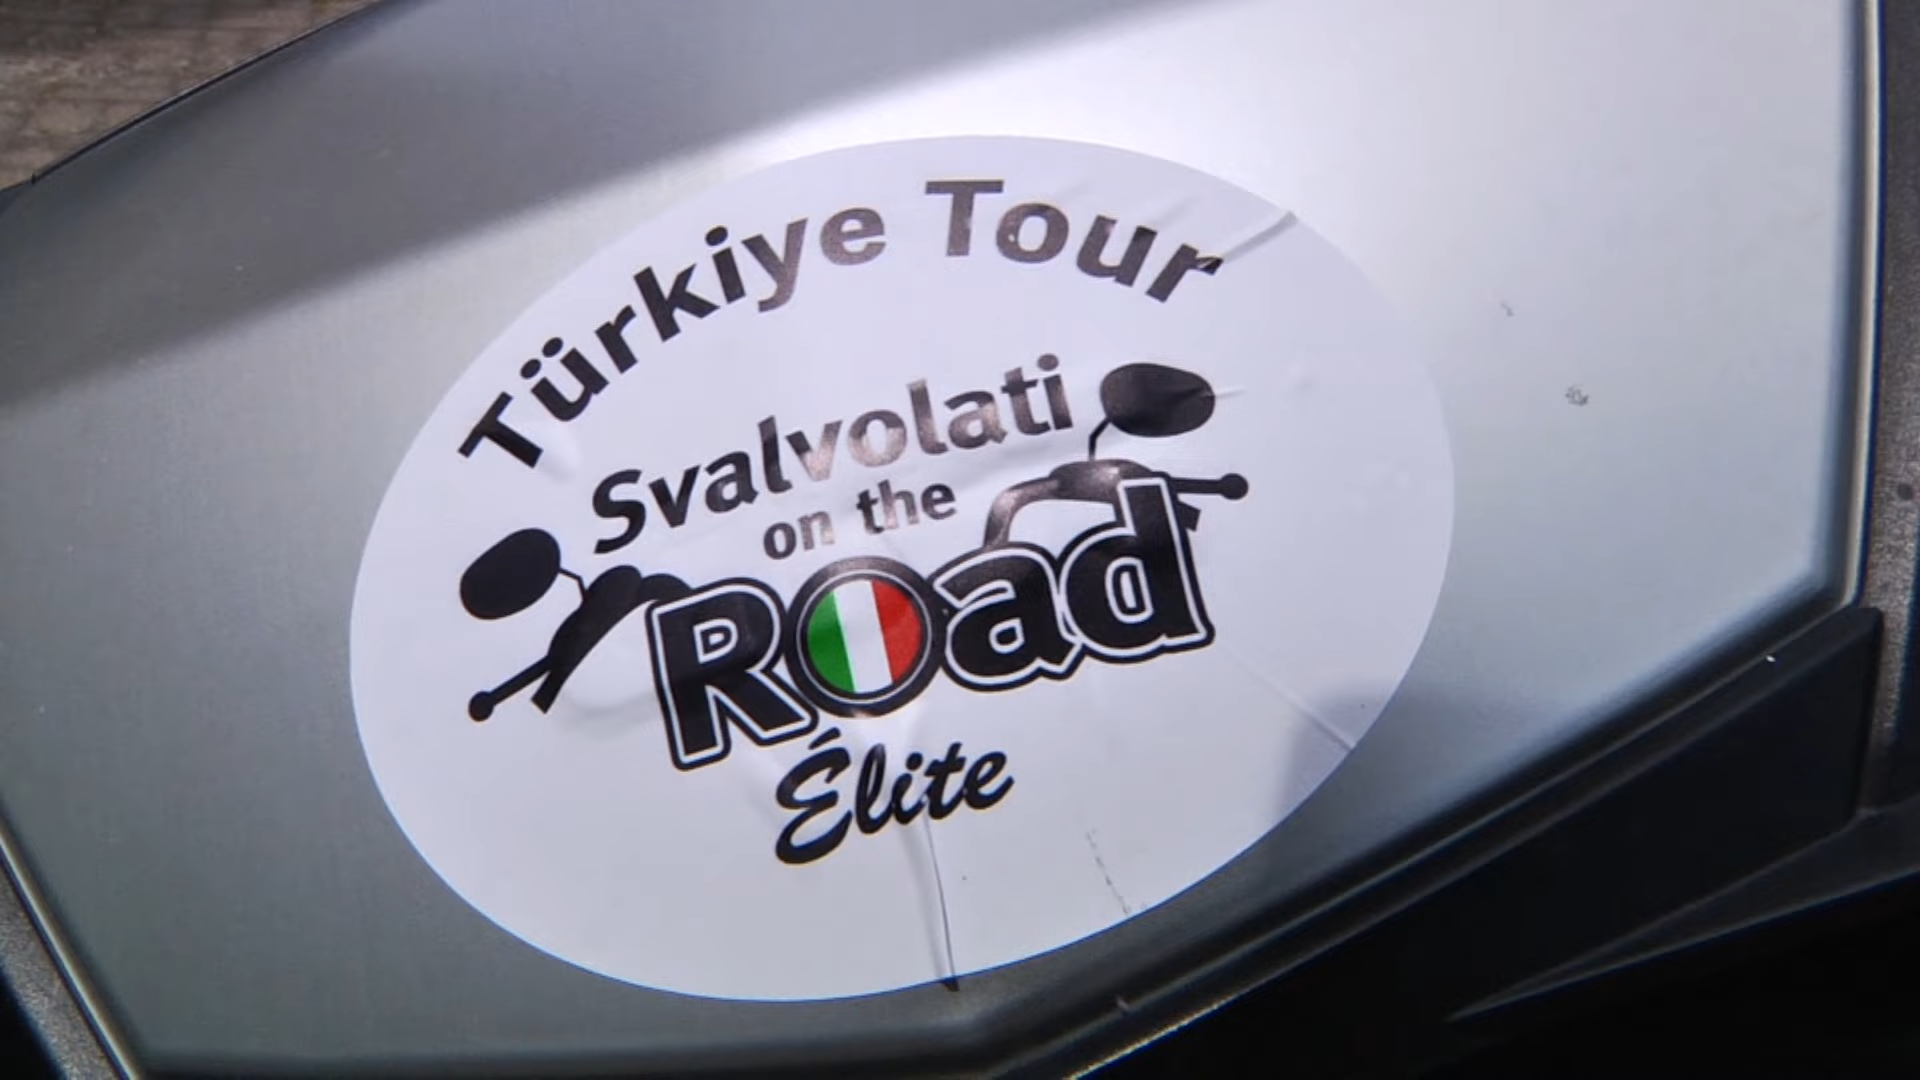 Türkiye Tour
Svalvolati
on the
Road
Élite